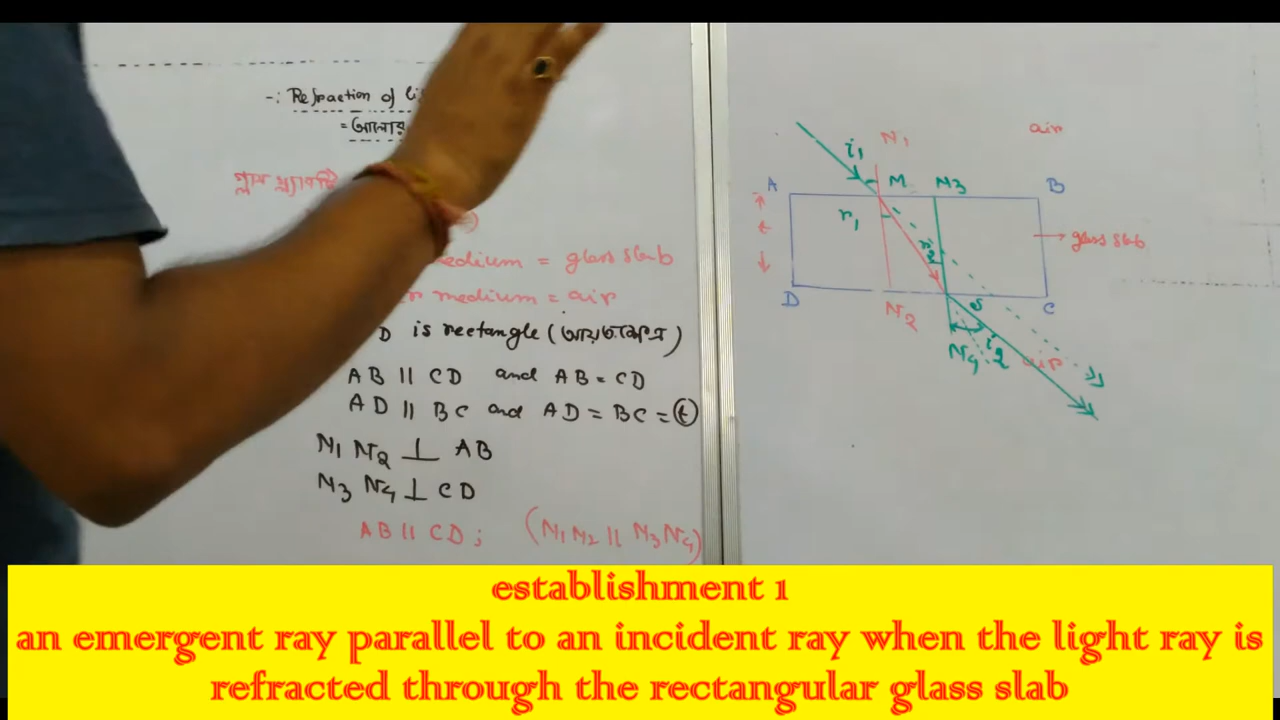 -: Refraction of
medium = glass slab
medium = air
D is rectangle (আয়তক্ষেত্র)
AB || CD and AB = CD
AD || BC and AD = BC = t
N1 N2 ⊥ AB
N3 N4 ⊥ CD
AB || CD ; (N1N2 || N3N4)
N1
air
i1
A
M
N3
B
r1
r2
glass slab
D
N2
C
N4
i2
air
establishment 1
an emergent ray parallel to an incident ray when the light ray is
refracted through the rectangular glass slab